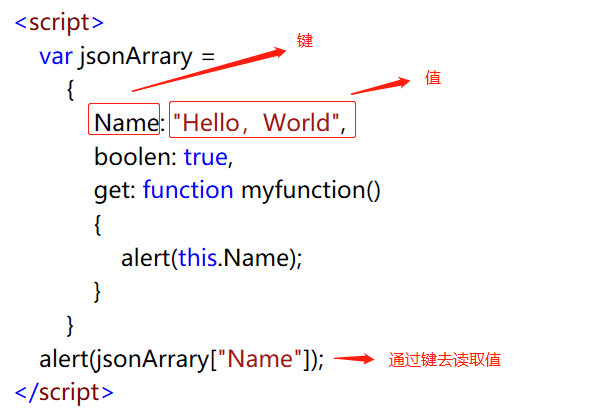 <script>
var jsonArrary =
键
{
值
Name: "Hello，World",
boolen: true,
get: function myfunction()
{
alert(this.Name);
}
}
alert(jsonArrary["Name"]);
通过键去读取值
</script>